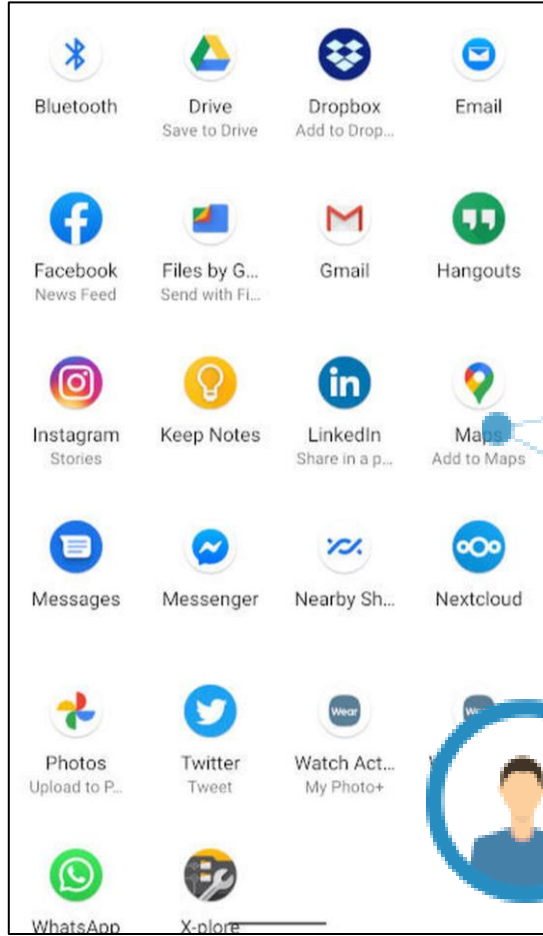 Bluetooth Drive Dropbox Email
Save to Drive Add to Drop...
Facebook Files by G... Gmail Hangouts
News Feed Send with Fi...
in
Instagram Keep Notes LinkedIn Maps
Stories Share in a p... Add to Maps
Messages Messenger Nearby Sh... Nextcloud
Wear
Photos Twitter Watch Act...
Upload to P... Tweet My Photo+
WhatsApp X-plore